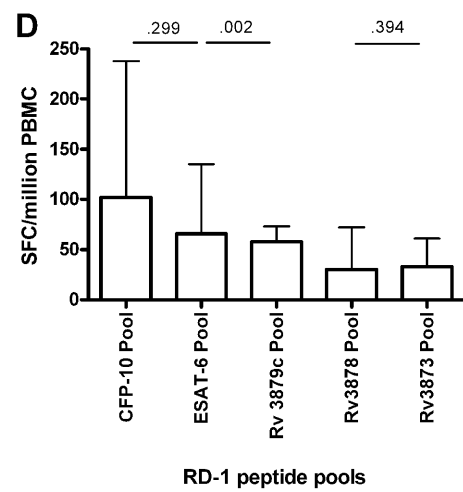 D
.299 .002 .394
250
200
150
100
50
0
SFC/million PBMC
CFP-10 Pool
ESAT-6 Pool
Rv 3879c Pool
Rv3878 Pool
Rv3873 Pool
RD-1 peptide pools